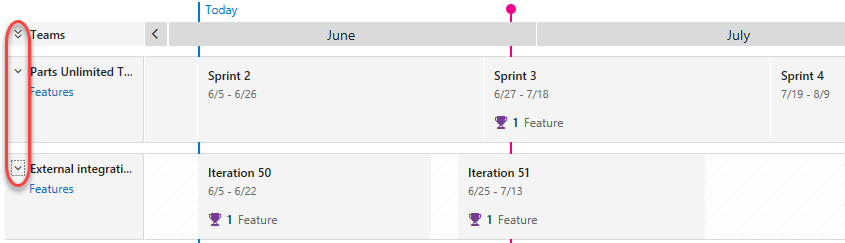 Today
Teams
June
July
Parts Unlimited T...
Features
Sprint 2
6/5 - 6/26
Sprint 3
6/27 - 7/18
1 Feature
Sprint 4
7/19 - 8/9
External integrati...
Features
Iteration 50
6/5 - 6/22
1 Feature
Iteration 51
6/25 - 7/13
1 Feature